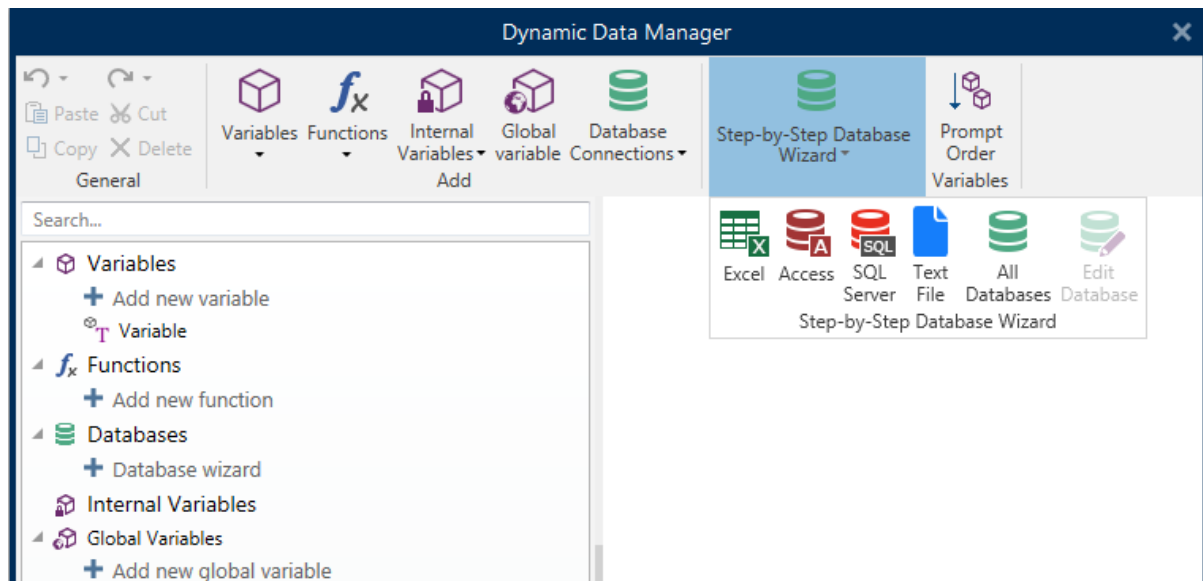 Dynamic Data Manager
Paste Cut
Copy Delete
General
Variables Functions Internal Variables Global variable Database Connections
Add
Step-by-Step Database Wizard
Prompt Order
Variables
Search...
Excel Access SQL Server Text File All Databases Edit Database
Step-by-Step Database Wizard
Variables
Add new variable
T Variable
fx Functions
Add new function
Databases
Database wizard
Internal Variables
Global Variables
Add new global variable